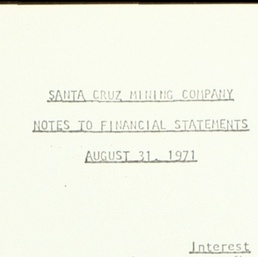 SANTA CRUZ MINING COMPANY
NOTES TO FINANCIAL STATEMENTS
AUGUST 31, 1971
Interest